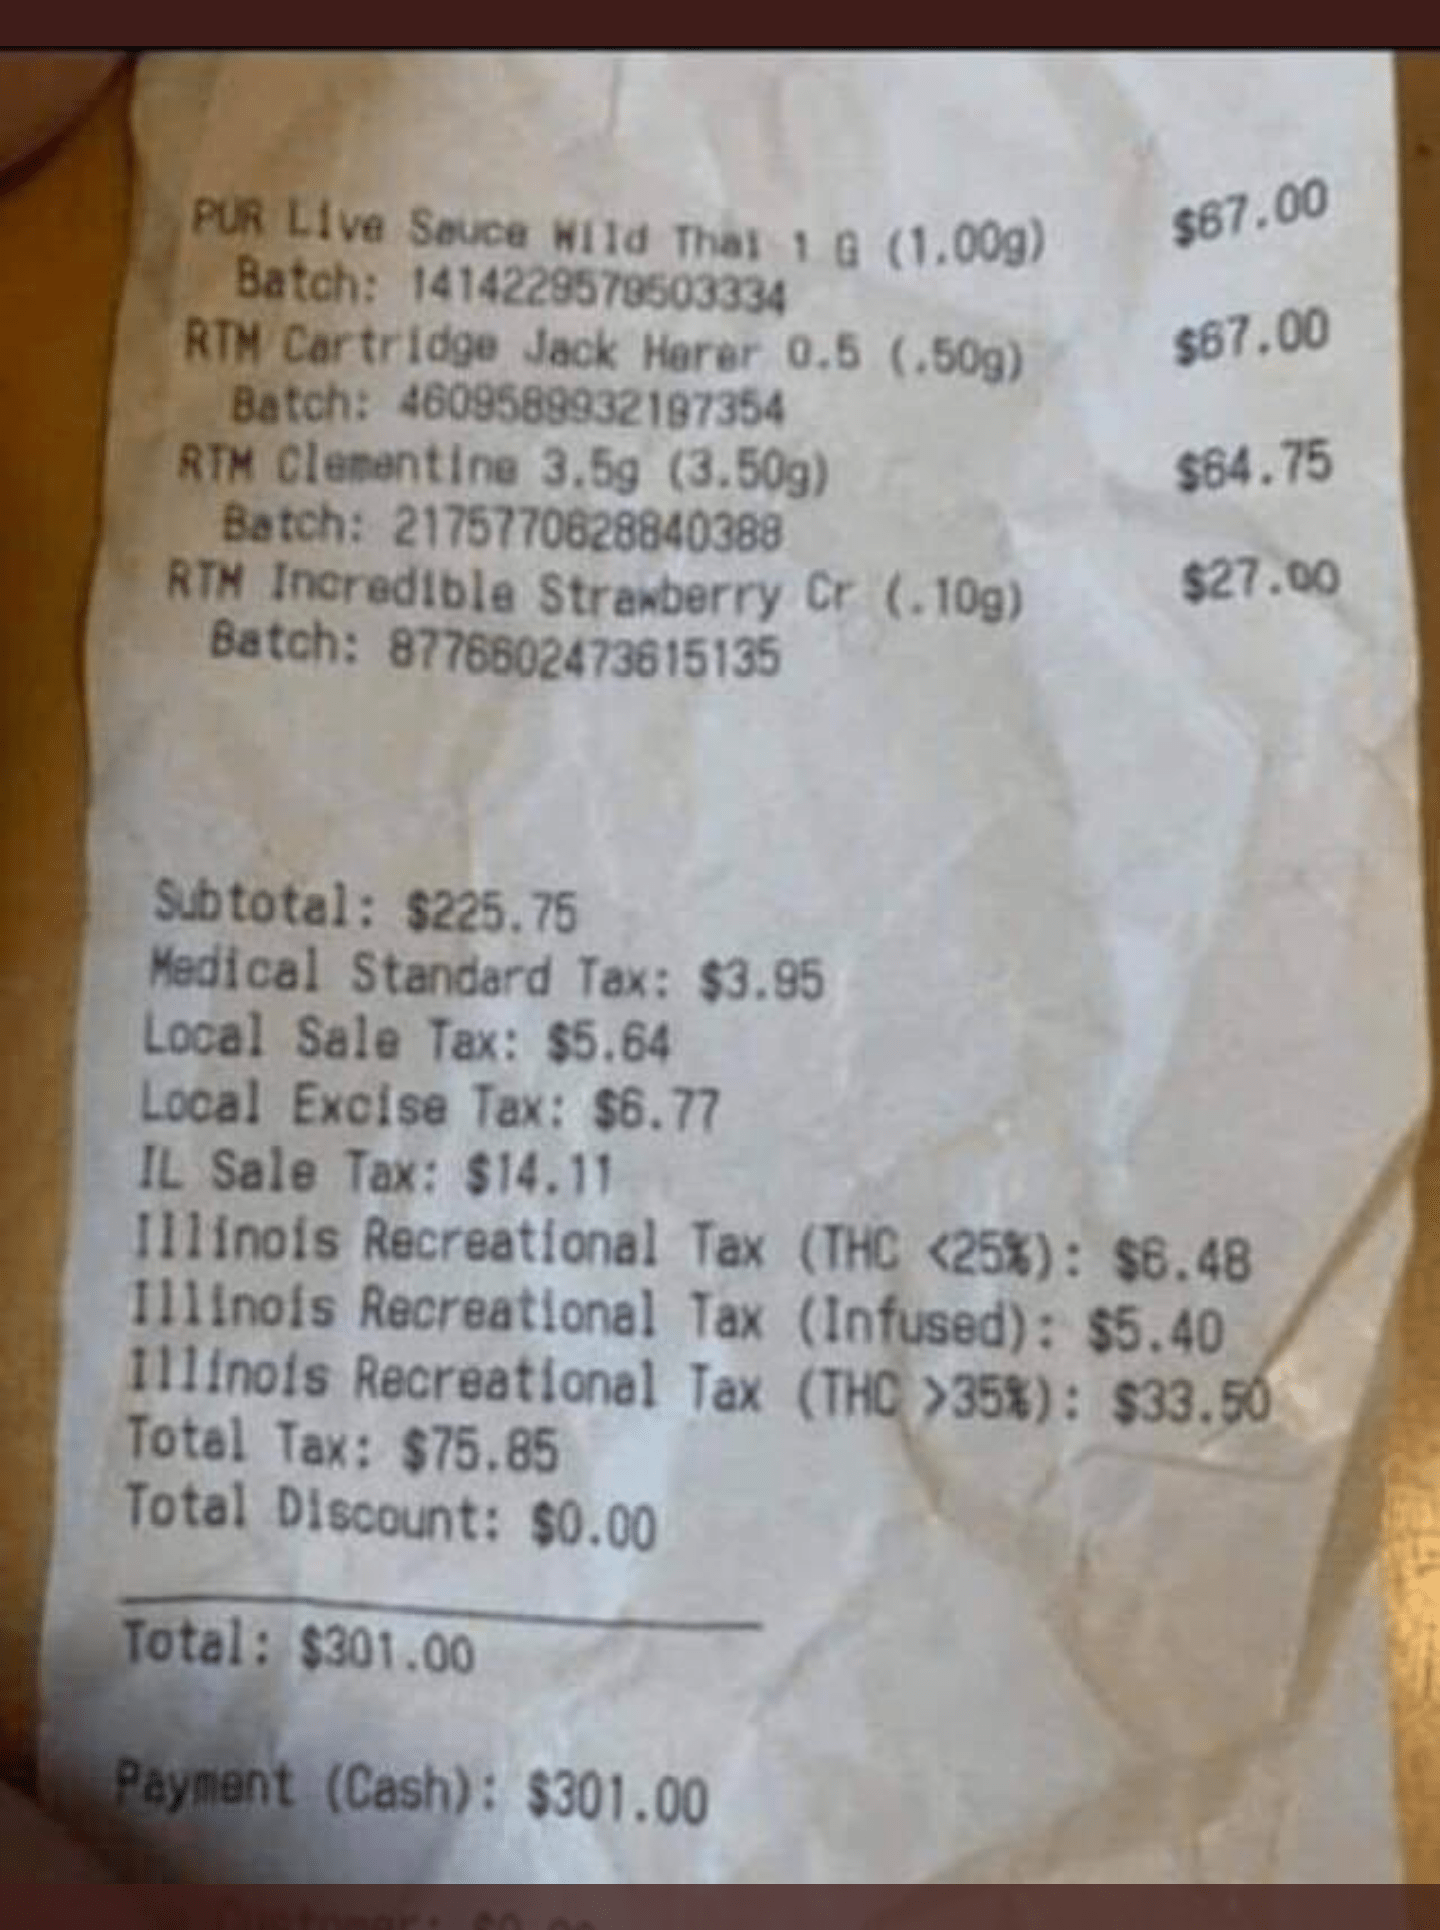 PUR Live Sauce Wild Thai 1 G (1.00g) $67.00
Batch: 1414229579503334
RTM Cartridge Jack Herer 0.5 (.50g) $67.00
Batch: 4609589932197354
RTM Clementine 3.5g (3.50g) $64.75
Batch: 2175770628840388
RTM Incredible Strawberry Cr (.10g) $27.00
Batch: 8776602473615135
Subtotal: $225.75
Medical Standard Tax: $3.95
Local Sale Tax: $5.64
Local Excise Tax: $6.77
IL Sale Tax: $14.11
Illinois Recreational Tax (THC <25%): $6.48
Illinois Recreational Tax (Infused): $5.40
Illinois Recreational Tax (THC >35%): $33.50
Total Tax: $75.85
Total Discount: $0.00
Total: $301.00
Payment (Cash): $301.00
Customer: $0.00